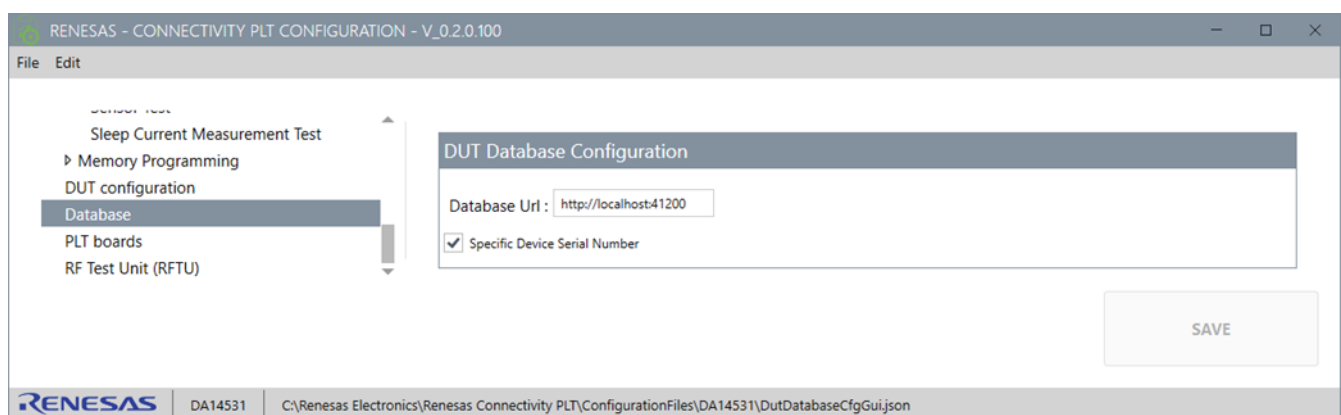 RENESAS - CONNECTIVITY PLT CONFIGURATION - V_0.2.0.100
File Edit
Sleep Current Measurement Test
Memory Programming
DUT configuration
Database
PLT boards
RF Test Unit (RFTU)
DUT Database Configuration
Database Url : http://localhost:41200
Specific Device Serial Number
SAVE
RENESAS DA14531 C:\Renesas Electronics\Renesas Connectivity PLT\ConfigurationFiles\DA14531\DutDatabaseCfgGui.json